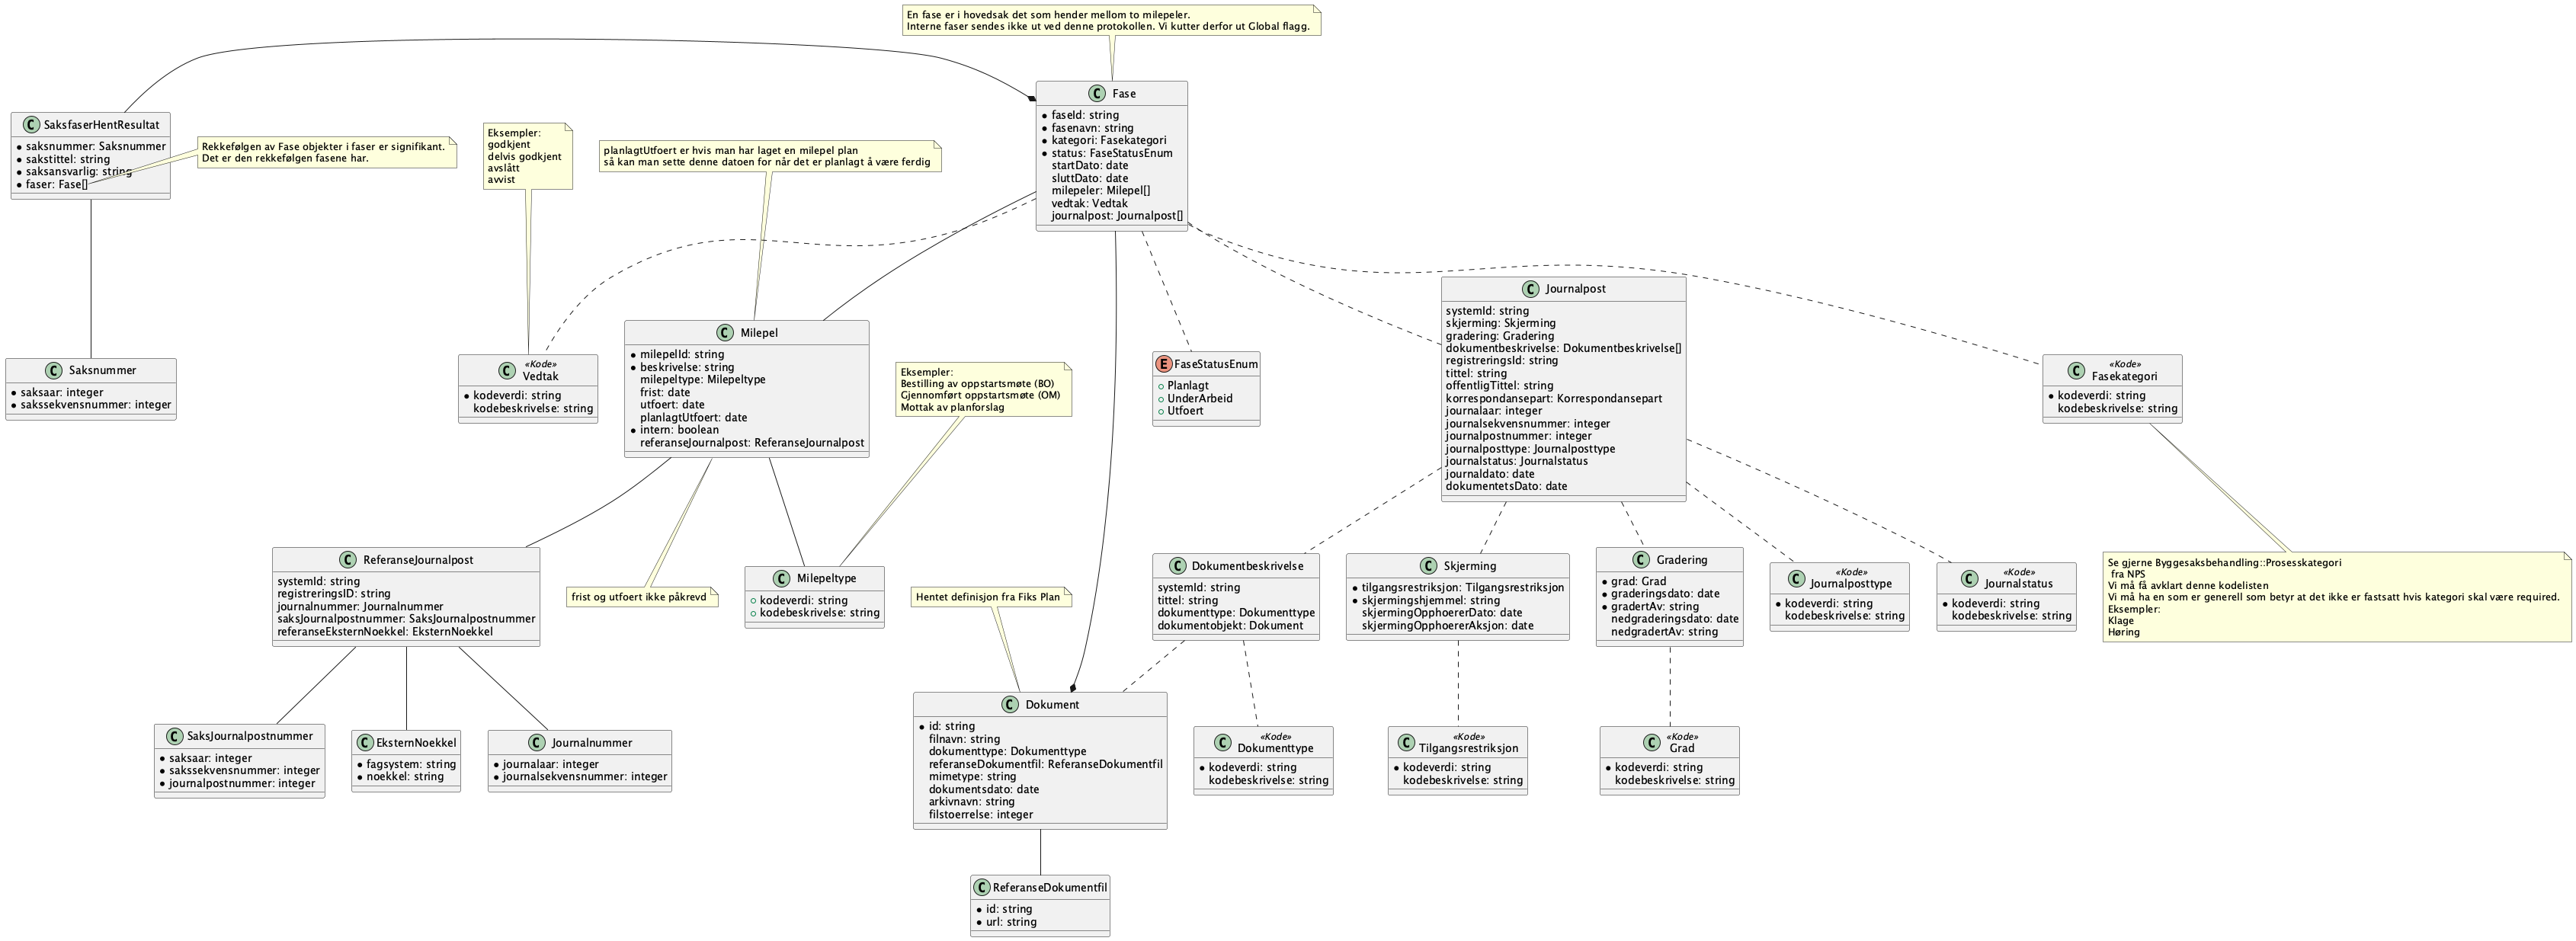 En fase er i hovedsak det som hender mellom to milepeler.
Interne faser sendes ikke ut ved denne protokollen. Vi kutter derfor ut Global flagg.
C Fase
faseId: string
fasenavn: string
kategori: Fasekategori
status: FaseStatusEnum
startDato: date
sluttDato: date
milepeler: Milepel[]
vedtak: Vedtak
journalpost: Journalpost[]
C SaksfaserHentResultat
saksnummer: Saksnummer
sakstittel: string
saksansvarlig: string
faser: Fase[]
Rekkefølgen av Fase objekter i faser er signifikant.
Det er den rekkefølgen fasene har.
Eksempler:
godkjent
delvis godkjent
avslått
avvist
planlagtUtfoert er hvis man har laget en milepel plan
så kan man sette denne datoen for når det er planlagt å være ferdig
C Saksnummer
saksaar: integer
sakssekvensnummer: integer
C «Kode»
Vedtak
kodeverdi: string
kodebeskrivelse: string
C Milepel
milepelId: string
beskrivelse: string
milepeltype: Milepeltype
frist: date
utfoert: date
planlagtUtfoert: date
intern: boolean
referanseJournalpost: ReferanseJournalpost
Eksempler:
Bestilling av oppstartsmøte (BO)
Gjennomført oppstartsmøte (OM)
Mottak av planforslag
E FaseStatusEnum
Planlagt
UnderArbeid
Utfoert
C Journalpost
systemId: string
skjerming: Skjerming
gradering: Gradering
dokumentbeskrivelse: Dokumentbeskrivelse[]
registreringsId: string
tittel: string
offentligTittel: string
korrespondansepart: Korrespondansepart
journalaar: integer
journalsekvensnummer: integer
journalpostnummer: integer
journalposttype: Journalposttype
journalstatus: Journalstatus
journaldato: date
dokumentetsDato: date
C «Kode»
Fasekategori
kodeverdi: string
kodebeskrivelse: string
C ReferanseJournalpost
systemId: string
registreringsID: string
journalnummer: Journalnummer
saksJournalpostnummer: SaksJournalpostnummer
referanseEksternNoekkel: EksternNoekkel
frist og utfoert ikke påkrevd
C Milepeltype
kodeverdi: string
kodebeskrivelse: string
Hentet definisjon fra Fiks Plan
C Dokumentbeskrivelse
systemId: string
tittel: string
dokumenttype: Dokumenttype
dokumentobjekt: Dokument
C Skjerming
tilgangsrestriksjon: Tilgangsrestriksjon
skjermingshjemmel: string
skjermingOpphoererDato: date
skjermingOpphoererAksjon: date
C Gradering
grad: Grad
graderingsdato: date
gradertAv: string
nedgraderingsdato: date
nedgradertAv: string
C «Kode»
Journalposttype
kodeverdi: string
kodebeskrivelse: string
C «Kode»
Journalstatus
kodeverdi: string
kodebeskrivelse: string
Se gjerne Byggesaksbehandling::Prosesskategori
fra NPS
Vi må få avklart denne kodelisten
Vi må ha en som er generell som betyr at det ikke er fastsatt hvis kategori skal være required.
Eksempler:
Klage
Høring
C SaksJournalpostnummer
saksaar: integer
sakssekvensnummer: integer
journalpostnummer: integer
C EksternNoekkel
fagsystem: string
noekkel: string
C Journalnummer
journalaar: integer
journalsekvensnummer: integer
C Dokument
id: string
filnavn: string
dokumenttype: Dokumenttype
referanseDokumentfil: ReferanseDokumentfil
mimetype: string
dokumentsdato: date
arkivnavn: string
filstoerrelse: integer
C «Kode»
Dokumenttype
kodeverdi: string
kodebeskrivelse: string
C «Kode»
Tilgangsrestriksjon
kodeverdi: string
kodebeskrivelse: string
C «Kode»
Grad
kodeverdi: string
kodebeskrivelse: string
C ReferanseDokumentfil
id: string
url: string